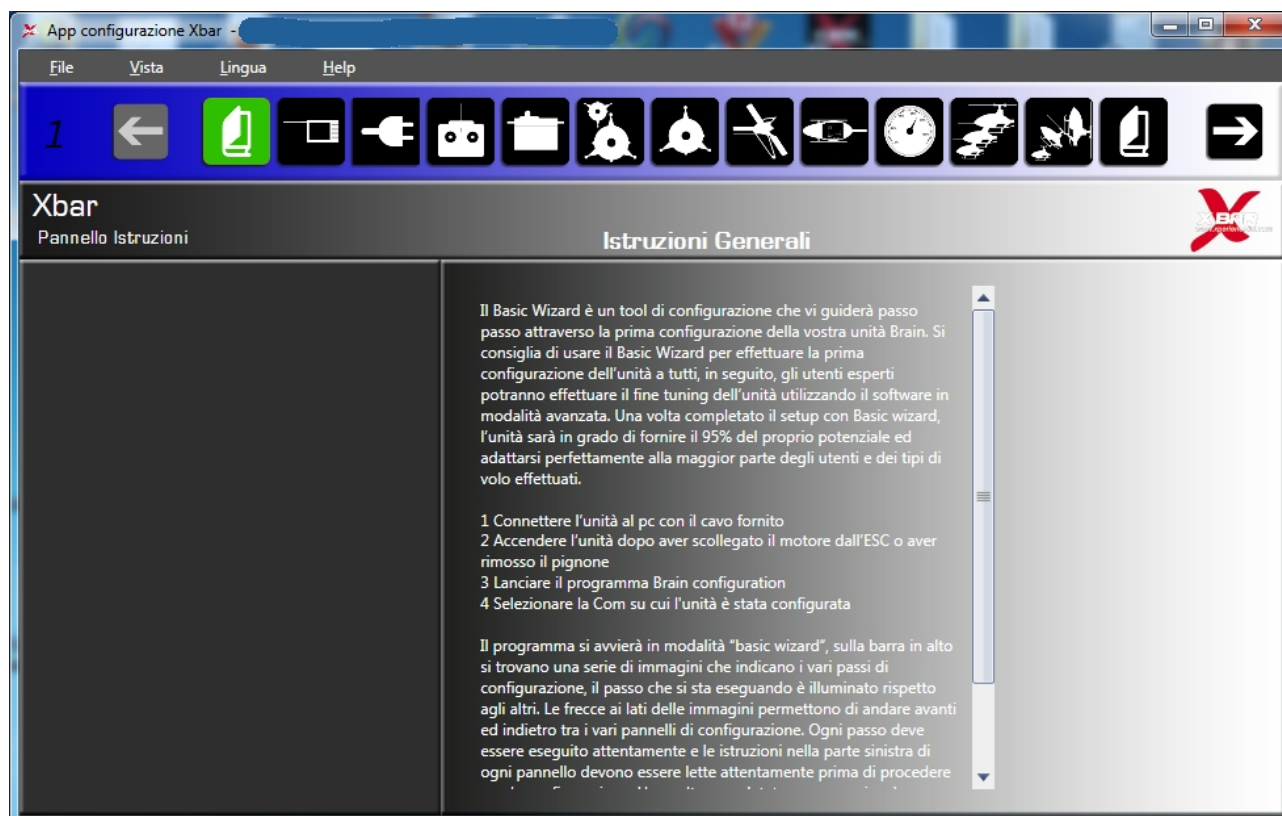 App configurazione Xbar -
File Vista Lingua Help
1
Xbar
Pannello Istruzioni
Istruzioni Generali
XBAR
Il Basic Wizard è un tool di configurazione che vi guiderà passo
passo attraverso la prima configurazione della vostra unità Brain. Si
consiglia di usare il Basic Wizard per effettuare la prima
configurazione dell'unità a tutti, in seguito, gli utenti esperti
potranno effettuare il fine tuning dell'unità utilizzando il software in
modalità avanzata. Una volta completato il setup con Basic wizard,
l'unità sarà in grado di fornire il 95% del proprio potenziale ed
adattarsi perfettamente alla maggior parte degli utenti e dei tipi di
volo effettuati.
1 Connettere l'unità al pc con il cavo fornito
2 Accendere l'unità dopo aver scollegato il motore dall'ESC o aver
rimosso il pignone
3 Lanciare il programma Brain configuration
4 Selezionare la Com su cui l'unità è stata configurata
Il programma si avvierà in modalità "basic wizard", sulla barra in alto
si trovano una serie di immagini che indicano i vari passi di
configurazione, il passo che si sta eseguando è illuminato rispetto
agli altri. Le frecce ai lati delle immagini permettono di andare avanti
ed indietro tra i vari pannelli di configurazione. Ogni passo deve
essere eseguito attentamente e le istruzioni nella parte sinistra di
ogni pannello devono essere lette attentamente prima di procedere